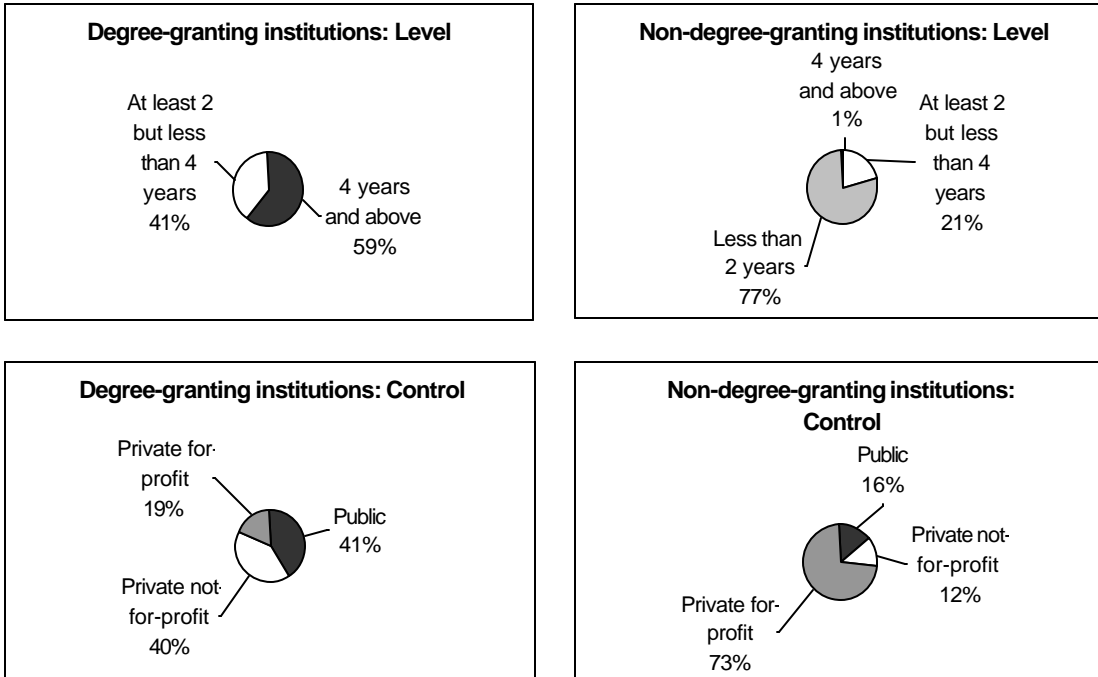 Degree-granting institutions: Level
At least 2
but less
than 4
years
41%
4 years
and above
59%
Non-degree-granting institutions: Level
4 years
and above
1%
At least 2
but less
than 4
years
21%
Less than
2 years
77%
Degree-granting institutions: Control
Private for-
profit
19%
Public
41%
Private not-
for-profit
40%
Non-degree-granting institutions:
Control
Public
16%
Private not-
for-profit
12%
Private for-
profit
73%